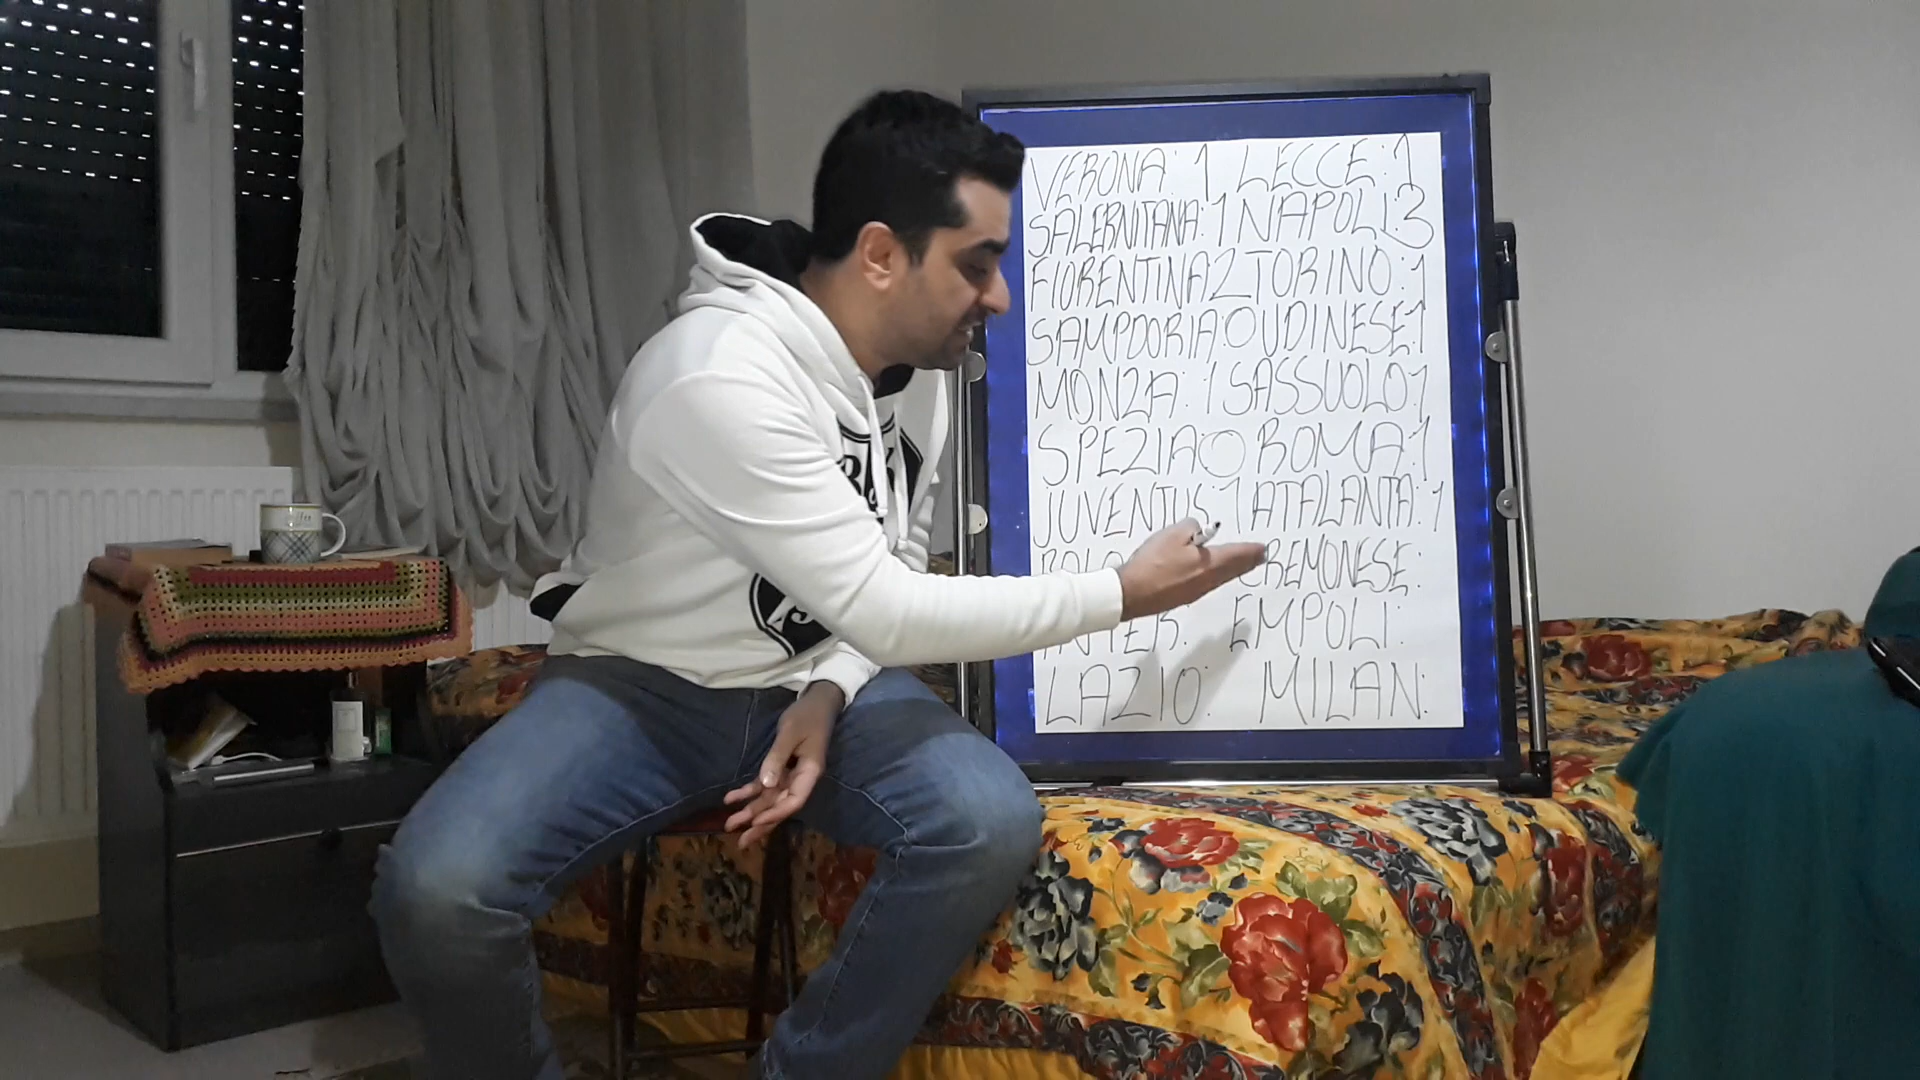 VERONA: 1 LECCE: 1
SALERNITANA: 1 NAPOLI: 3
FIORENTINA 2 TORINO: 1
SAMPDORIA: 0 UDINESE: 1
MONZA: 1 SASSUOLO: 1
SPEZIA 0 ROMA: 1
JUVENTUS: 1 ATALANTA: 1
CREMONESE:
EMPOLI:
LAZIO: MILAN: